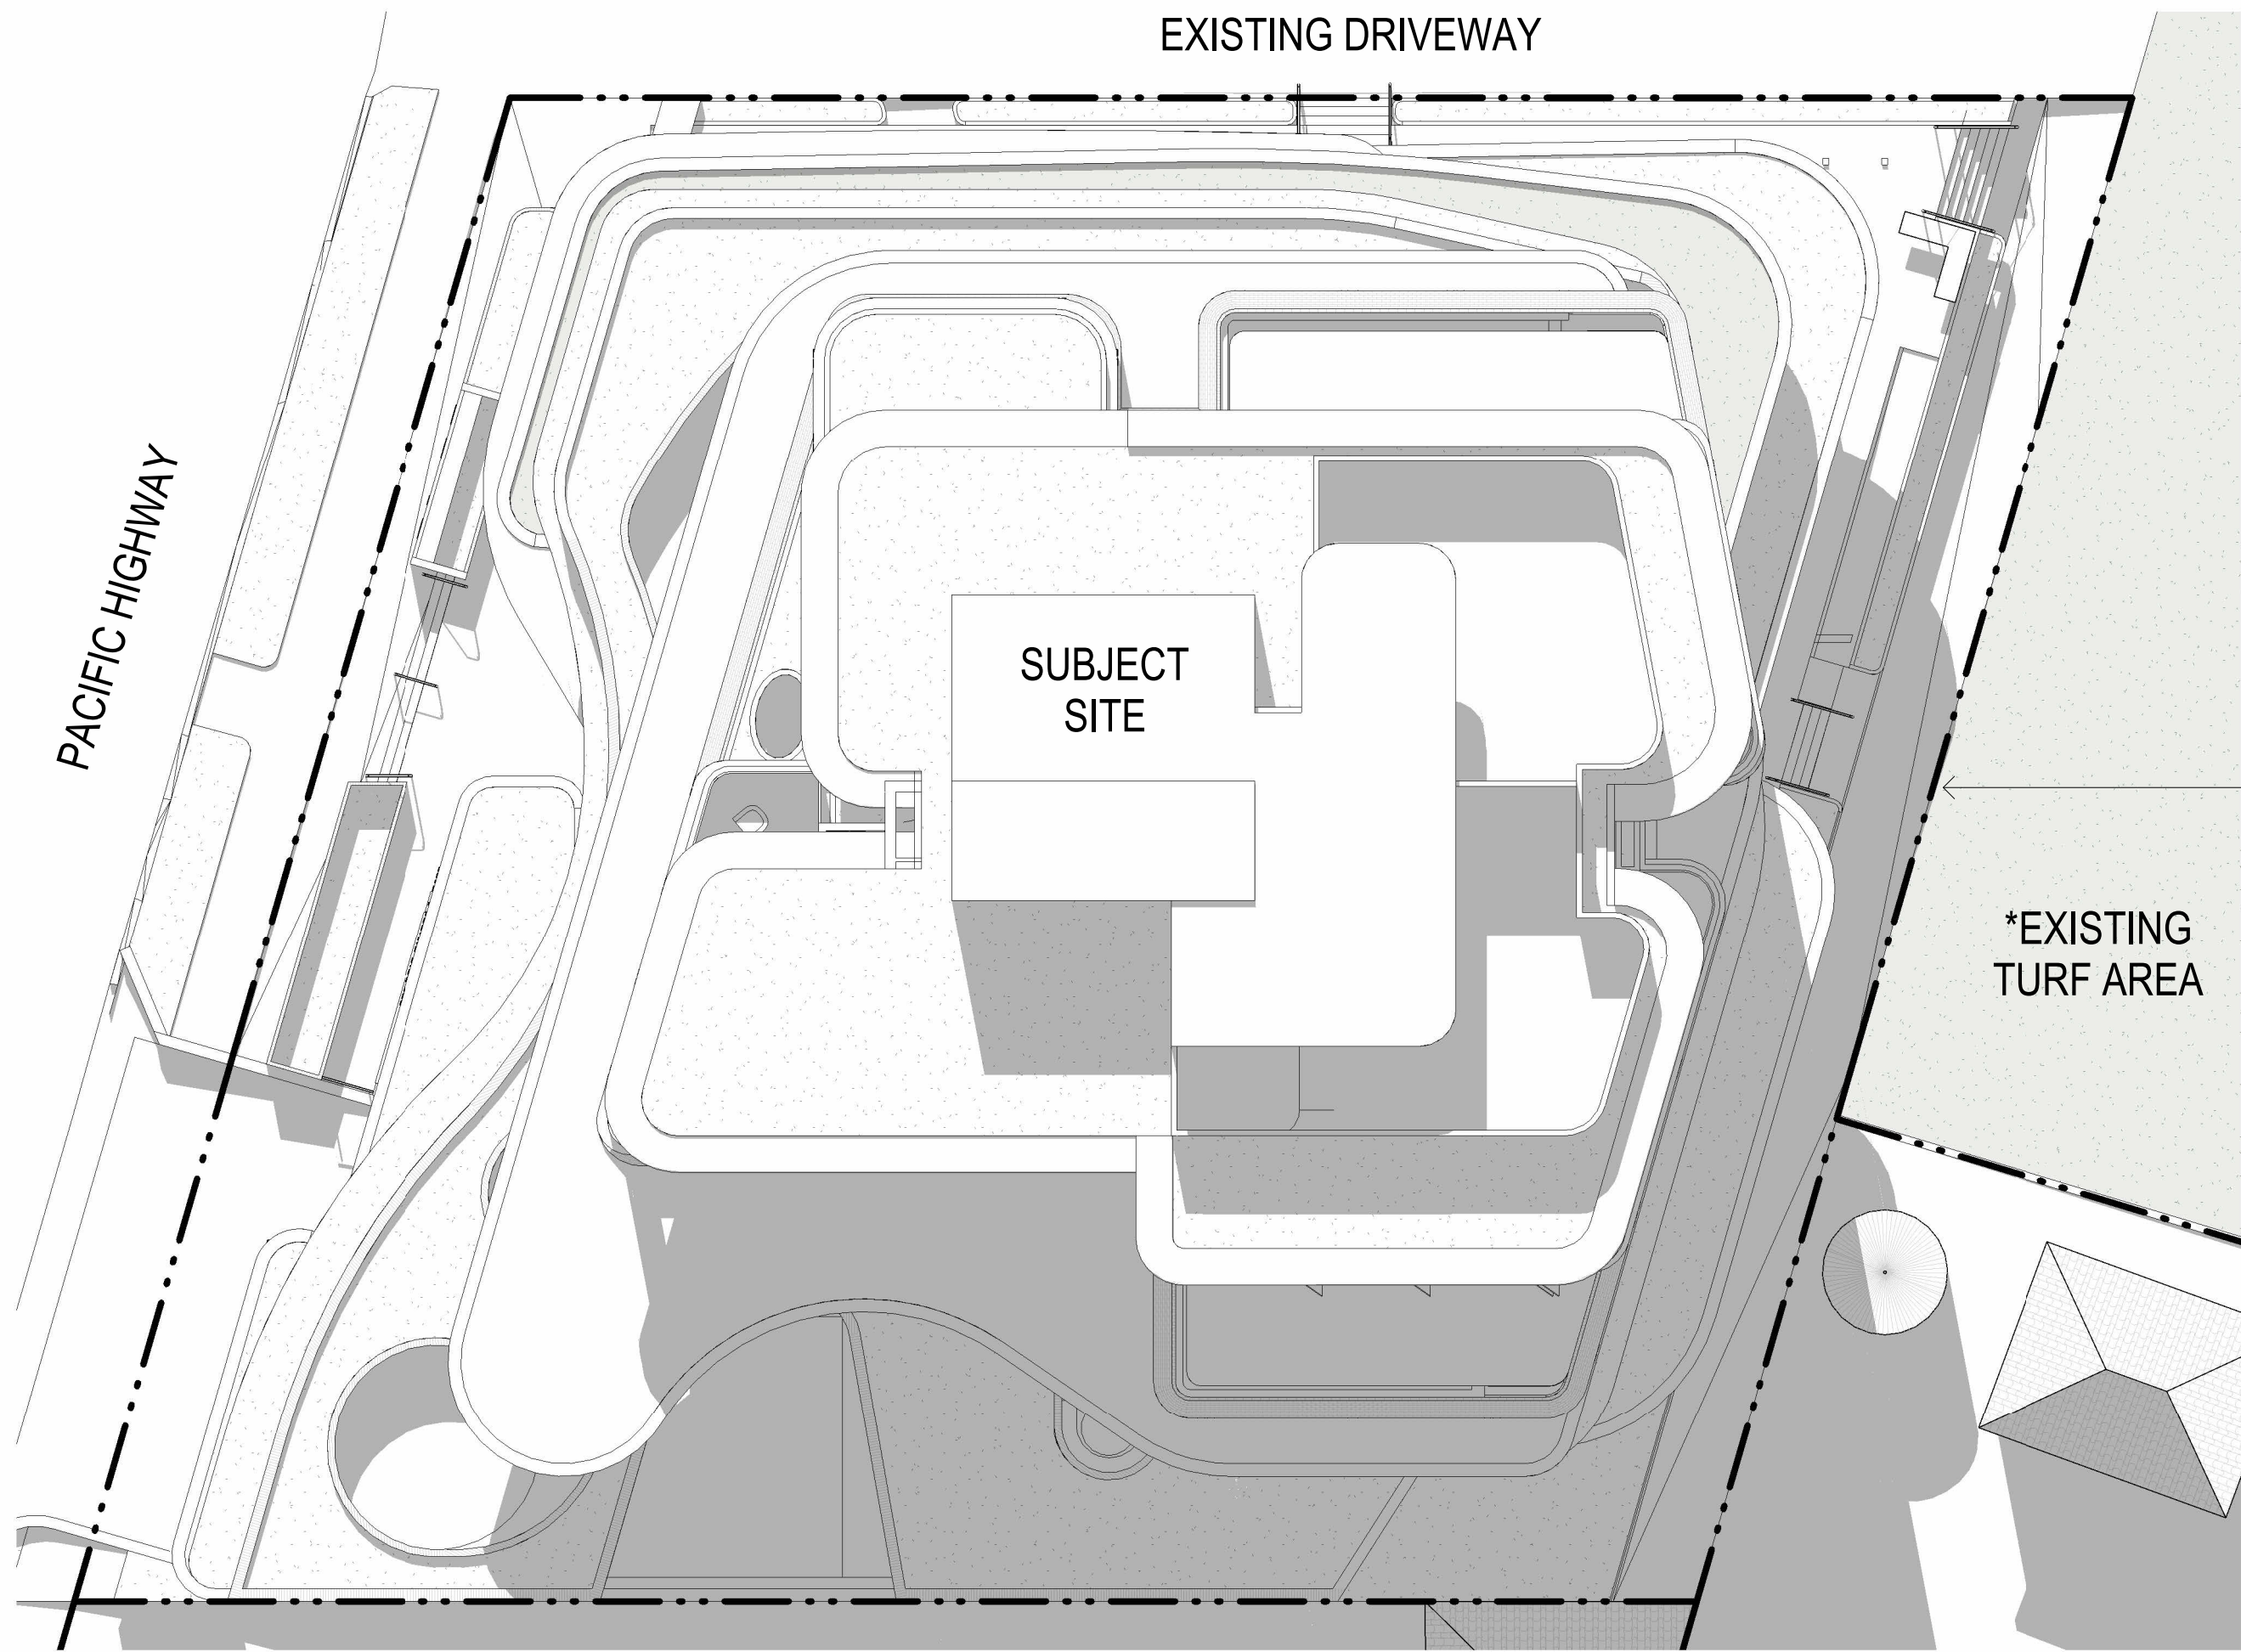 EXISTING DRIVEWAY
PACIFIC HIGHWAY
SUBJECT
SITE
*EXISTING
TURF AREA